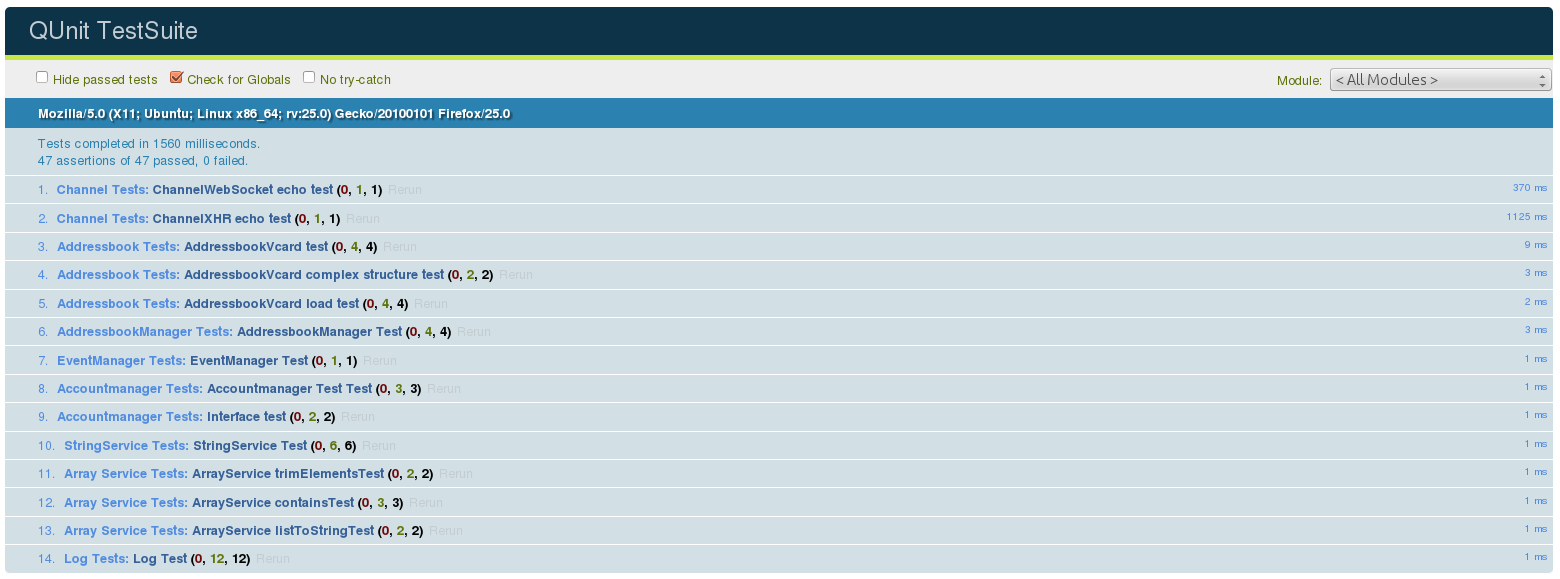 QUnit TestSuite
Hide passed tests Check for Globals No try-catch Module: < All Modules >
Mozilla/5.0 (X11; Ubuntu; Linux x86_64; rv:25.0) Gecko/20100101 Firefox/25.0
Tests completed in 1560 milliseconds.
47 assertions of 47 passed, 0 failed.
1. Channel Tests: ChannelWebSocket echo test (0, 1, 1) Rerun 370 ms
2. Channel Tests: ChannelXHR echo test (0, 1, 1) Rerun 1125 ms
3. Addressbook Tests: AddressbookVcard test (0, 4, 4) Rerun 9 ms
4. Addressbook Tests: AddressbookVcard complex structure test (0, 2, 2) Rerun 3 ms
5. Addressbook Tests: AddressbookVcard load test (0, 4, 4) Rerun 2 ms
6. AddressbookManager Tests: AddressbookManager Test (0, 4, 4) Rerun 3 ms
7. EventManager Tests: EventManager Test (0, 1, 1) Rerun 1 ms
8. Accountmanager Tests: Accountmanager Test Test (0, 3, 3) Rerun 1 ms
9. Accountmanager Tests: Interface test (0, 2, 2) Rerun 1 ms
10. StringService Tests: StringService Test (0, 6, 6) Rerun 1 ms
11. Array Service Tests: ArrayService trimElementsTest (0, 2, 2) Rerun 1 ms
12. Array Service Tests: ArrayService containsTest (0, 3, 3) Rerun 1 ms
13. Array Service Tests: ArrayService listToStringTest (0, 2, 2) Rerun 1 ms
14. Log Tests: Log Test (0, 12, 12) Rerun 1 ms